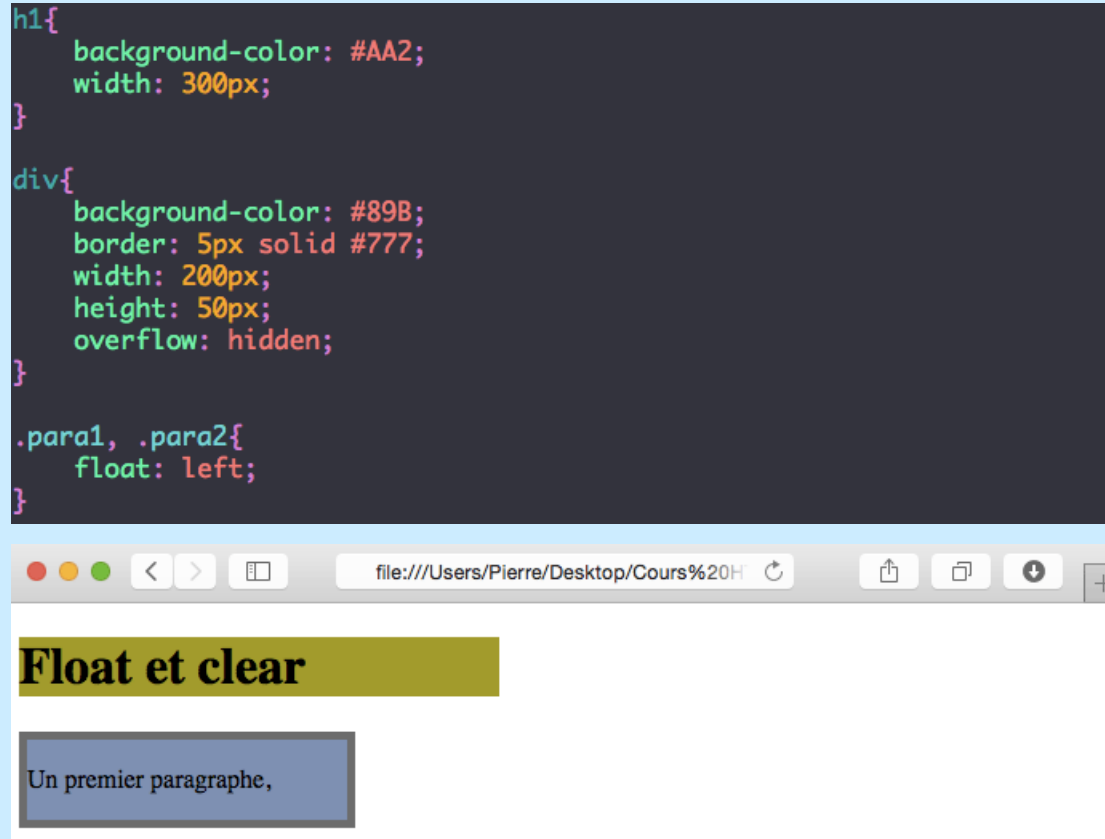 h1{
    background-color: #AA2;
    width: 300px;
}

div{
    background-color: #89B;
    border: 5px solid #777;
    width: 200px;
    height: 50px;
    overflow: hidden;
}

.para1, .para2{
    float: left;
}
file:///Users/Pierre/Desktop/Cours%20H
Float et clear
Un premier paragraphe,